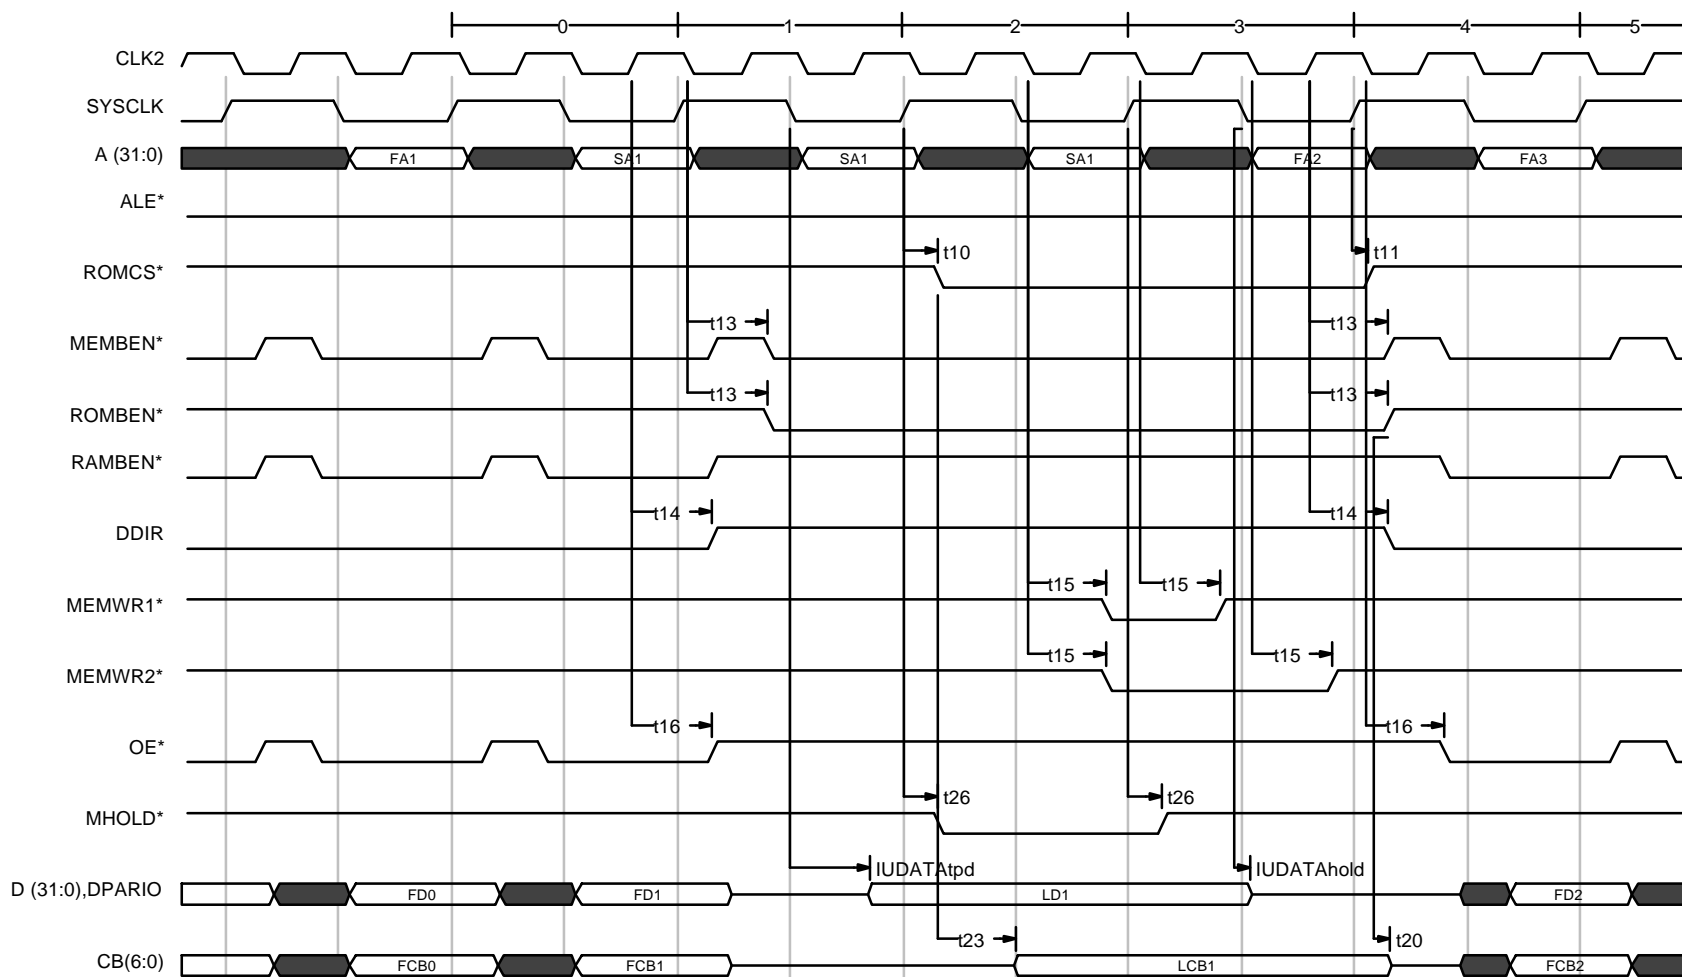 0 1 2 3 4 5
CLK2
SYSCLK
A (31:0) FA1 SA1 SA1 SA1 FA2 FA3
ALE*
t10 t11
ROMCS*
t13 t13
MEMBEN*
t13 t13
ROMBEN*
RAMBEN*
t14 t14
DDIR
t15 t15
MEMWR1*
t15 t15
MEMWR2*
t16 t16
OE*
t26 t26
MHOLD*
IUDATAtpd IUDATAhold
D (31:0),DPARIO FD0 FD1 LD1 FD2
t23 t20
CB(6:0) FCB0 FCB1 LCB1 FCB2